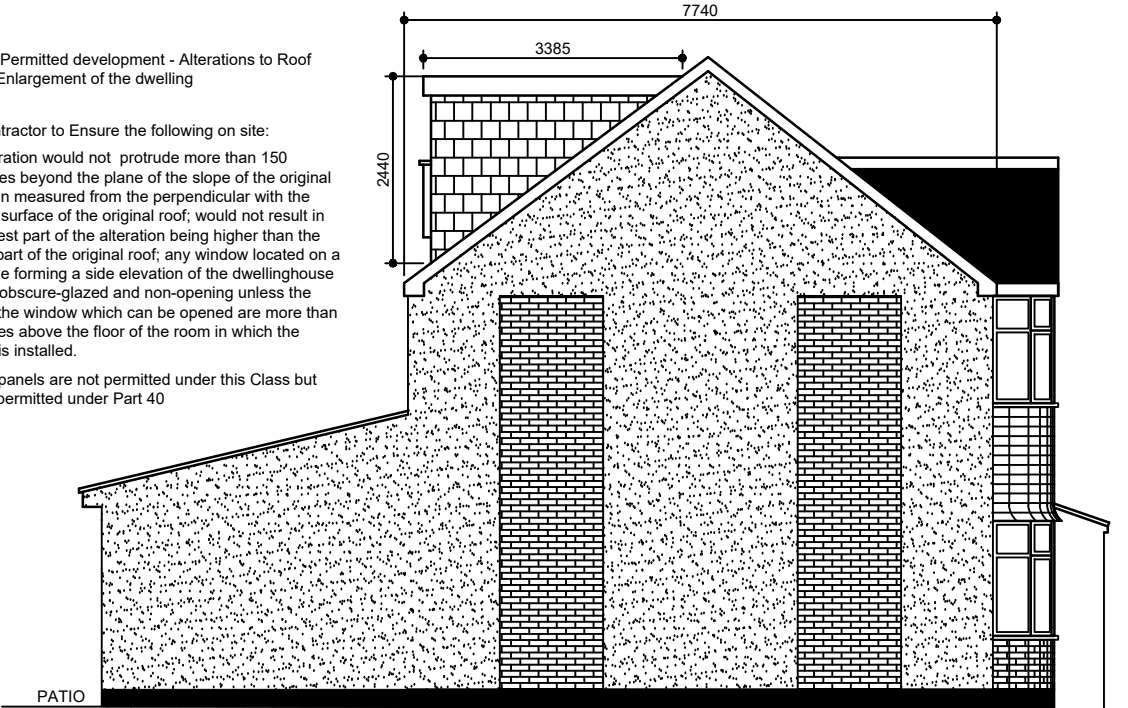 Permitted development - Alterations to Roof
Enlargement of the dwelling
tractor to Ensure the following on site:
ration would not protrude more than 150
es beyond the plane of the slope of the original
n measured from the perpendicular with the
surface of the original roof; would not result in
est part of the alteration being higher than the
part of the original roof; any window located on a
e forming a side elevation of the dwellinghouse
obscure-glazed and non-opening unless the
the window which can be opened are more than
es above the floor of the room in which the
is installed.
panels are not permitted under this Class but
permitted under Part 40
7740
3385
2440
PATIO